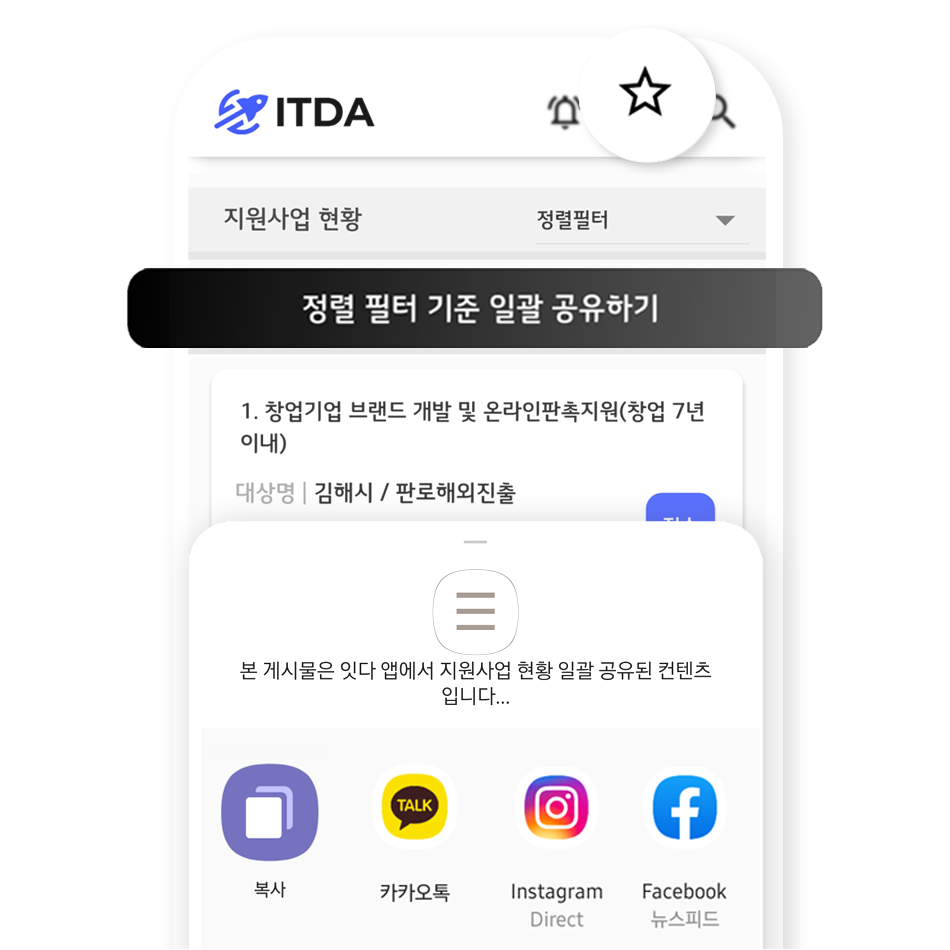 ITDA
지원사업 현황
정렬필터
정렬 필터 기준 일괄 공유하기
1. 창업기업 브랜드 개발 및 온라인판촉지원(창업 7년
이내)
대상명 | 김해시 / 판로해외진출
본 게시물은 잇다 앱에서 지원사업 현황 일괄 공유된 컨텐츠
입니다...
TALK
복사
카카오톡
Instagram
Direct
Facebook
뉴스피드